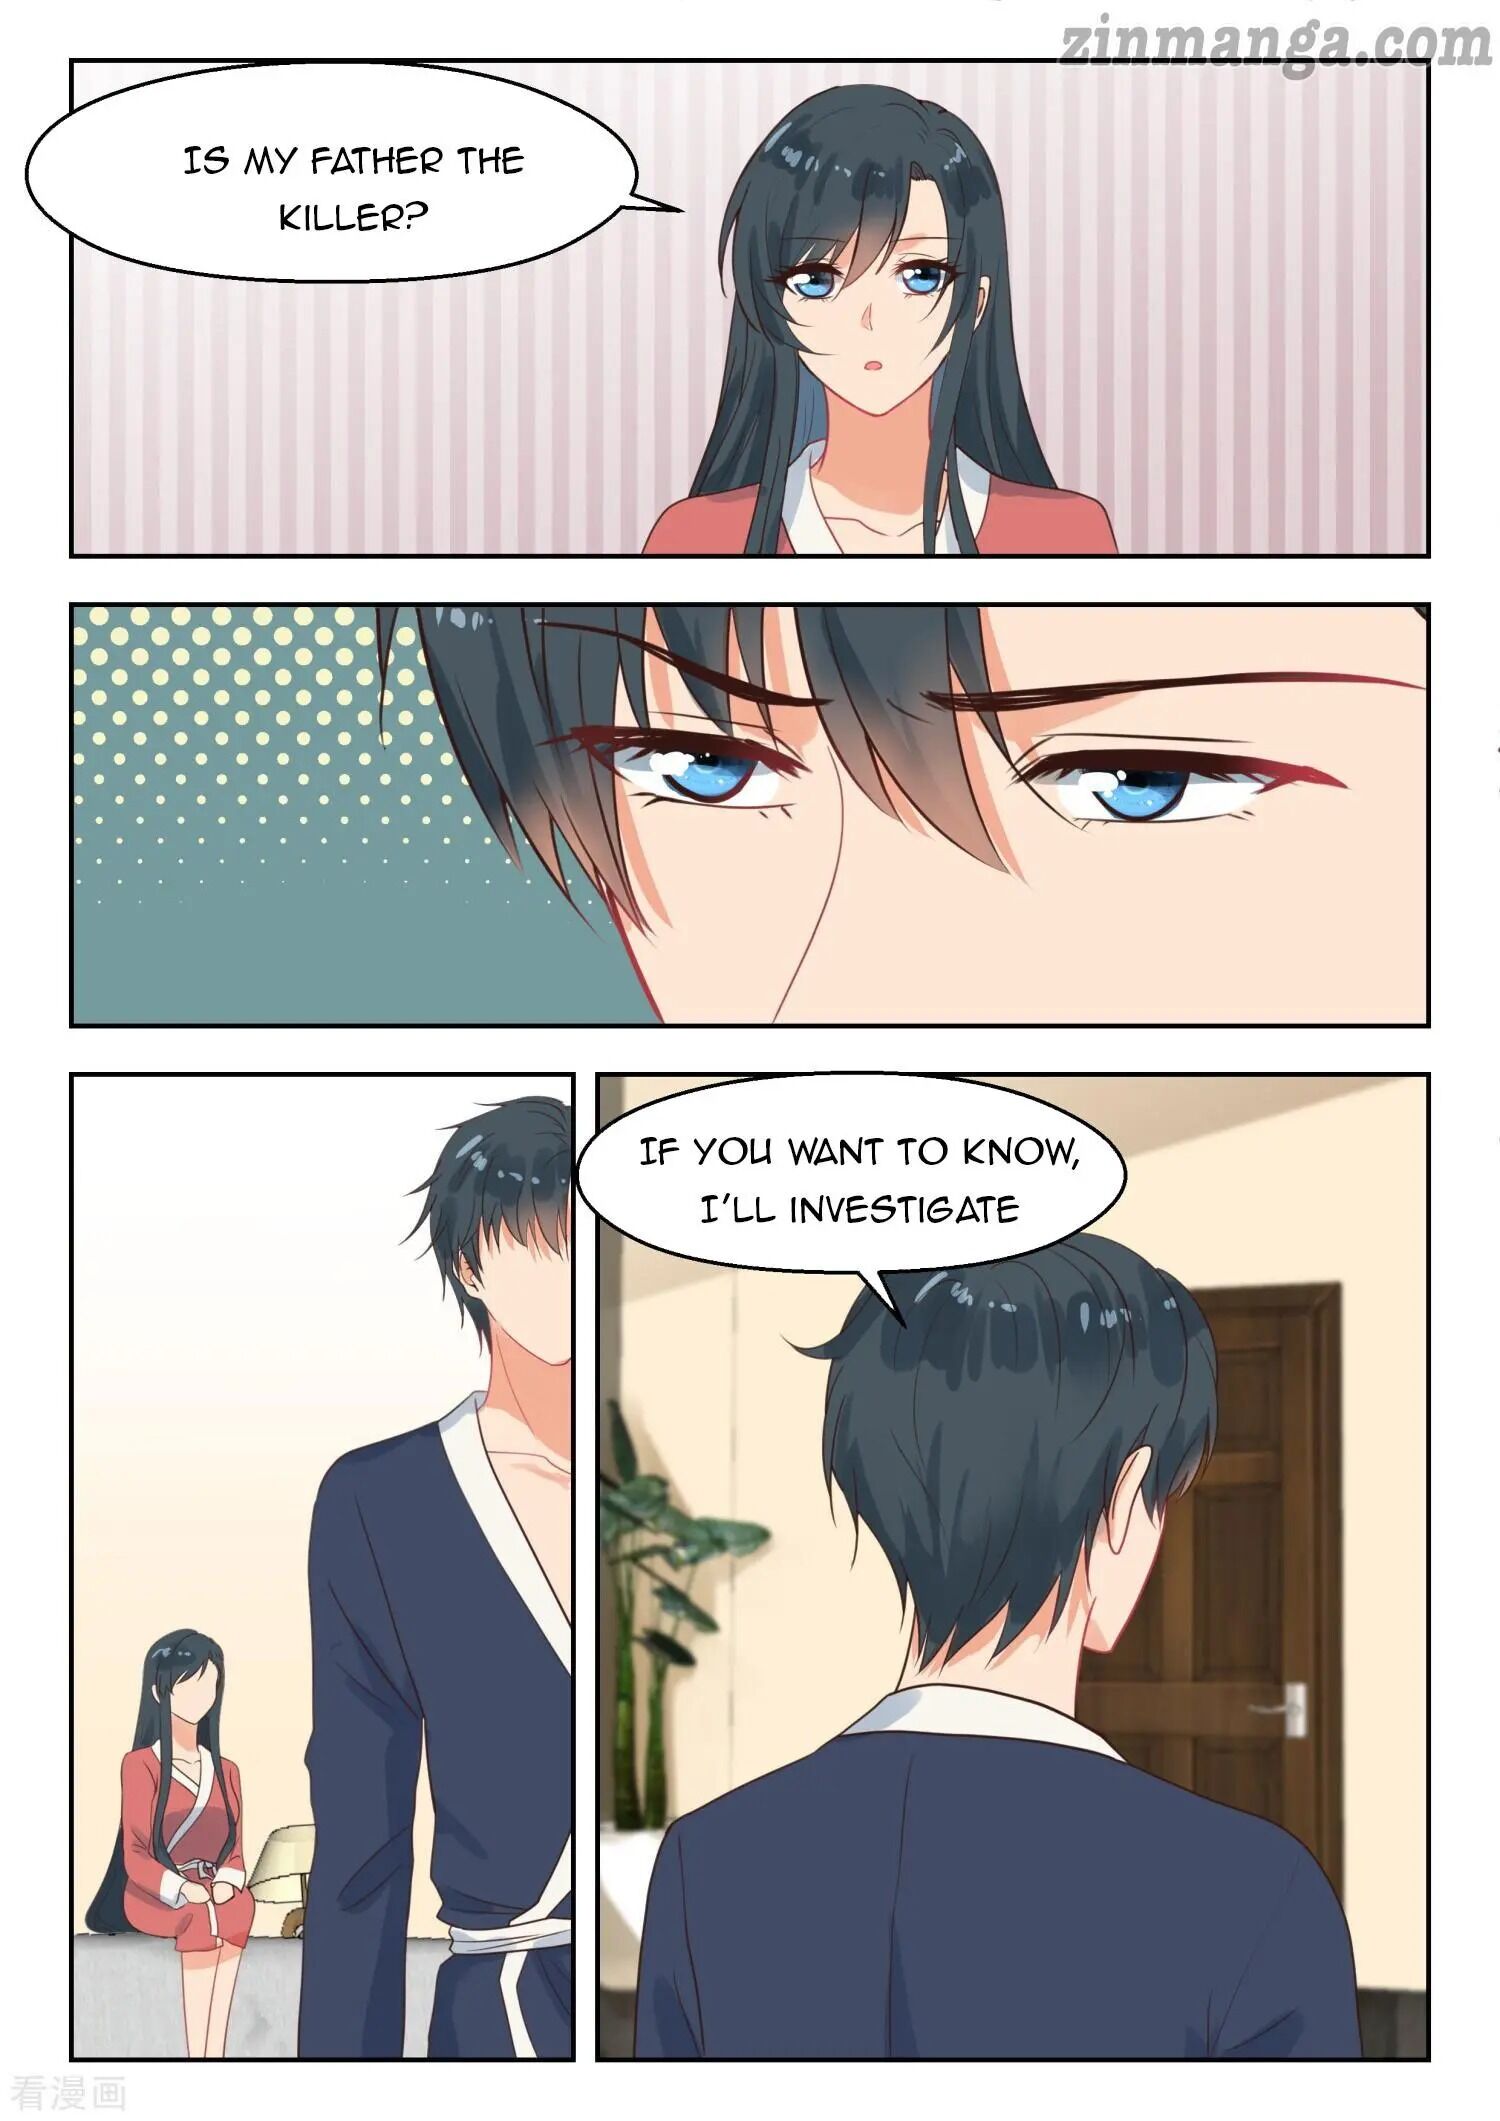 zinmanga.com
IS MY FATHER THE
KILLER?
IF YOU WANT TO KNOW,
I'LL INVESTIGATE
看漫画